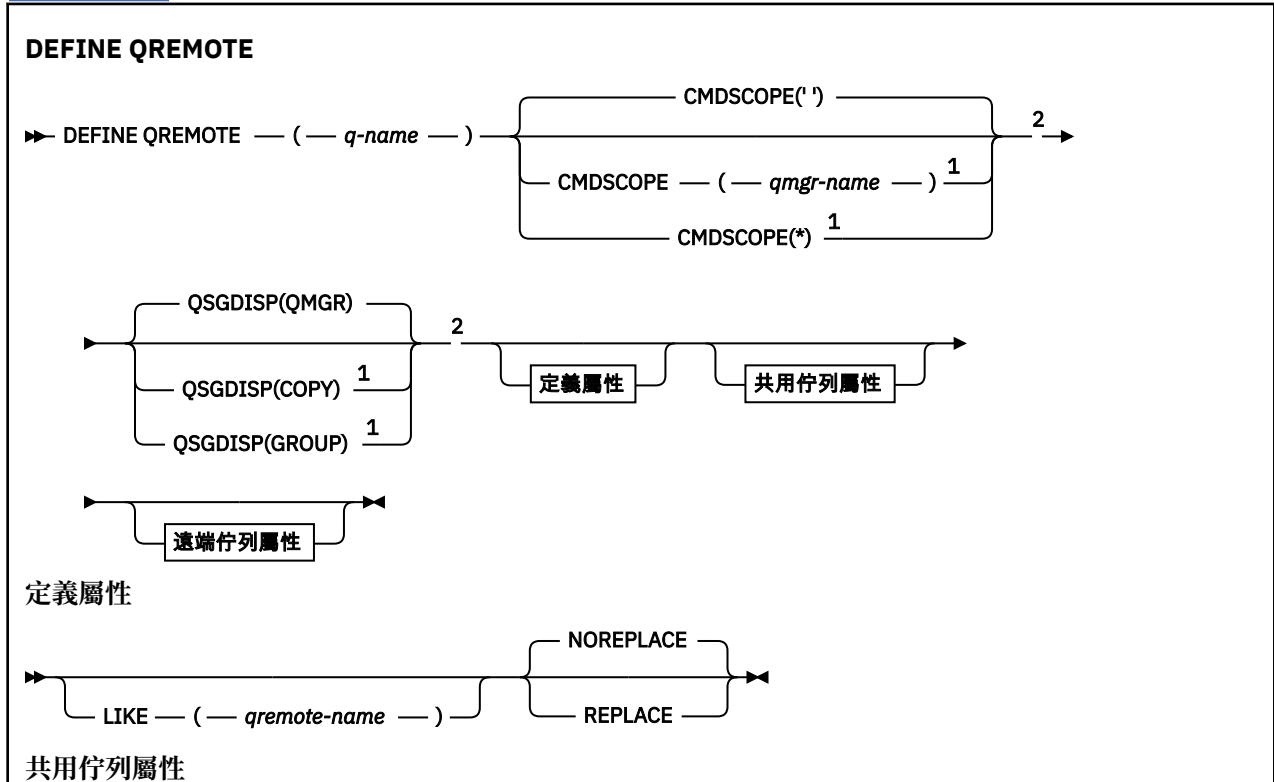 DEFINE QREMOTE
CMDSCOPE(' ')
DEFINE QREMOTE ( q-name ) 2
CMDSCOPE ( qmgr-name ) 1
CMDSCOPE(*) 1
QSGDISP(QMGR)
2
QSGDISP(COPY) 1
定義屬性 共用佇列屬性
QSGDISP(GROUP) 1
遠端佇列屬性
定義屬性
NOREPLACE
LIKE ( qremote-name ) REPLACE
共用佇列屬性